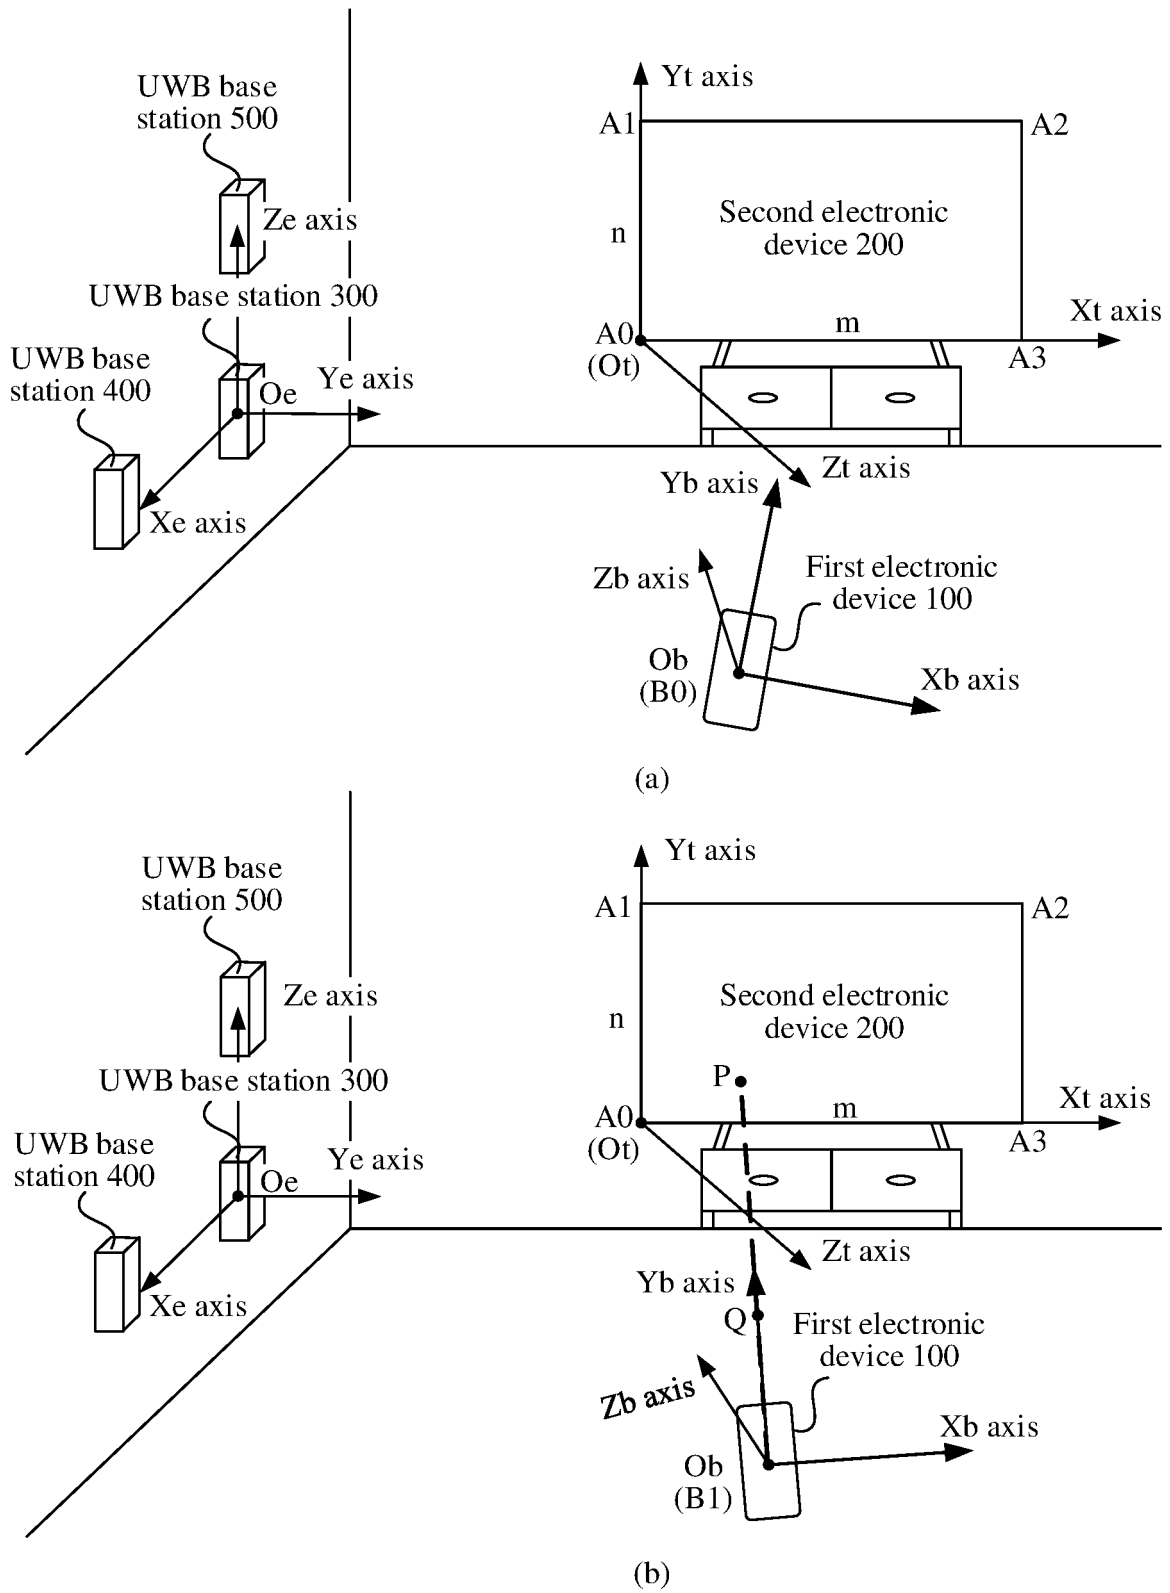 UWB base
station 500
Ze axis
UWB base station 300
UWB base
station 400
Oe
Ye axis
Xe axis
Yt axis
A1
A2
Second electronic
device 200
n
m
Xt axis
A0
(Ot)
A3
Zt axis
Yb axis
Zb axis
First electronic
device 100
Ob
(B0)
Xb axis
(a)
UWB base
station 500
Ze axis
UWB base station 300
UWB base
station 400
Oe
Ye axis
Xe axis
Yt axis
A1
A2
Second electronic
device 200
n
P
m
Xt axis
A0
(Ot)
A3
Zt axis
Yb axis
Q
First electronic
device 100
Zb axis
Xb axis
Ob
(B1)
(b)